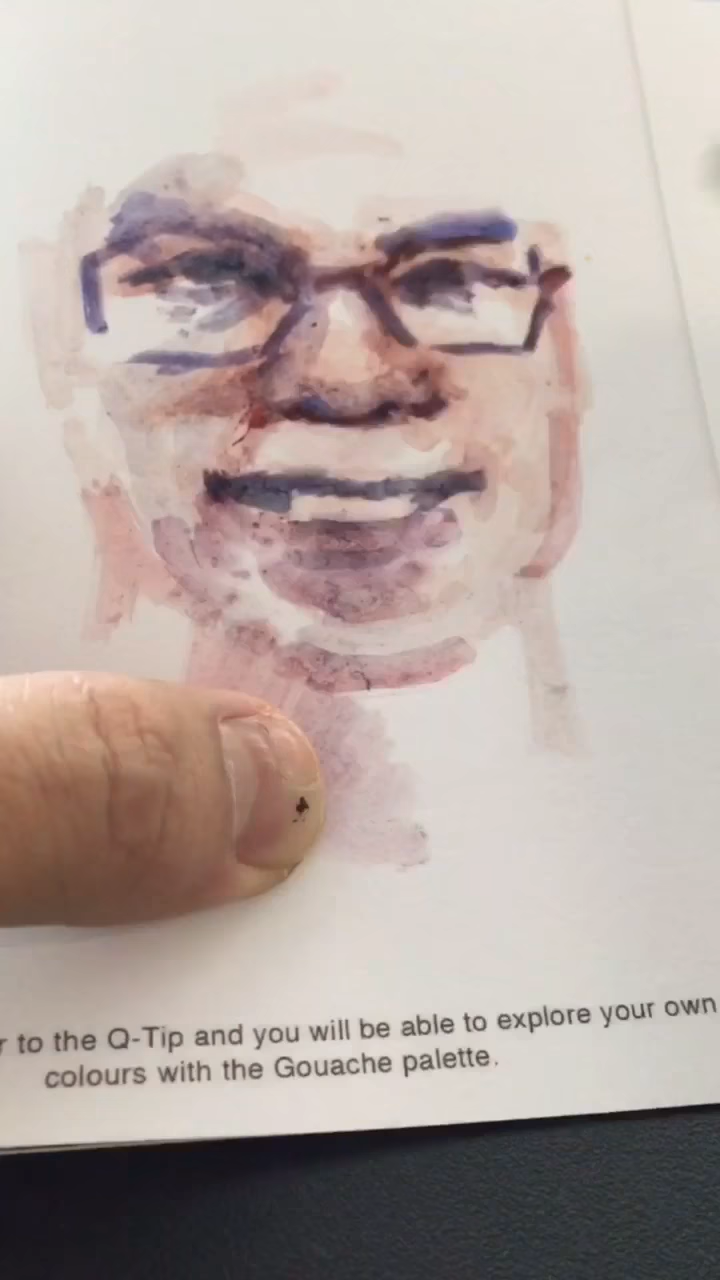 to the Q-Tip and you will be able to explore your own
colours with the Gouache palette.